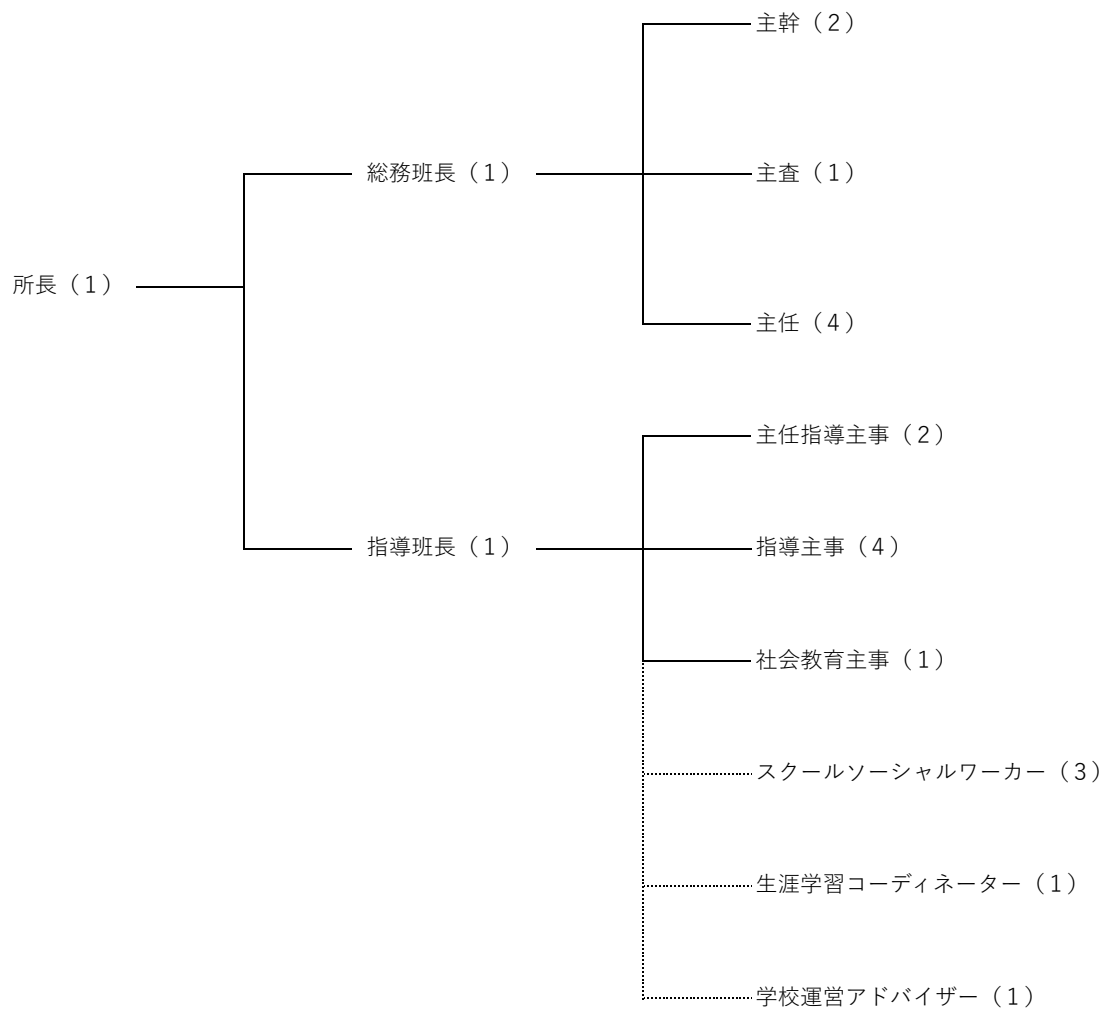 主幹（２）
総務班長（１）
主査（１）
所長（１）
主任（４）
主任指導主事（２）
指導班長（１）
指導主事（４）
社会教育主事（１）
スクールソーシャルワーカー（３）
生涯学習コーディネーター（１）
学校運営アドバイザー（１）